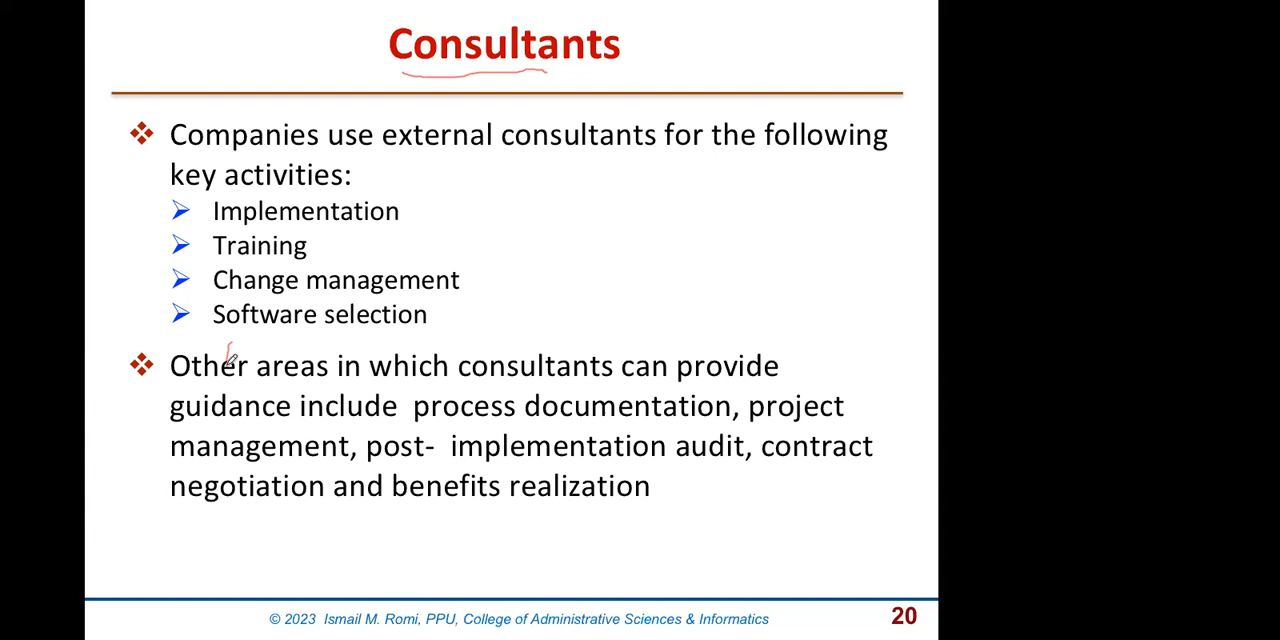 Consultants
Companies use external consultants for the following
key activities:
Implementation
Training
Change management
Software selection
Other areas in which consultants can provide
guidance include process documentation, project
management, post- implementation audit, contract
negotiation and benefits realization
© 2023 Ismail M. Romi, PPU, College of Administrative Sciences & Informatics
20